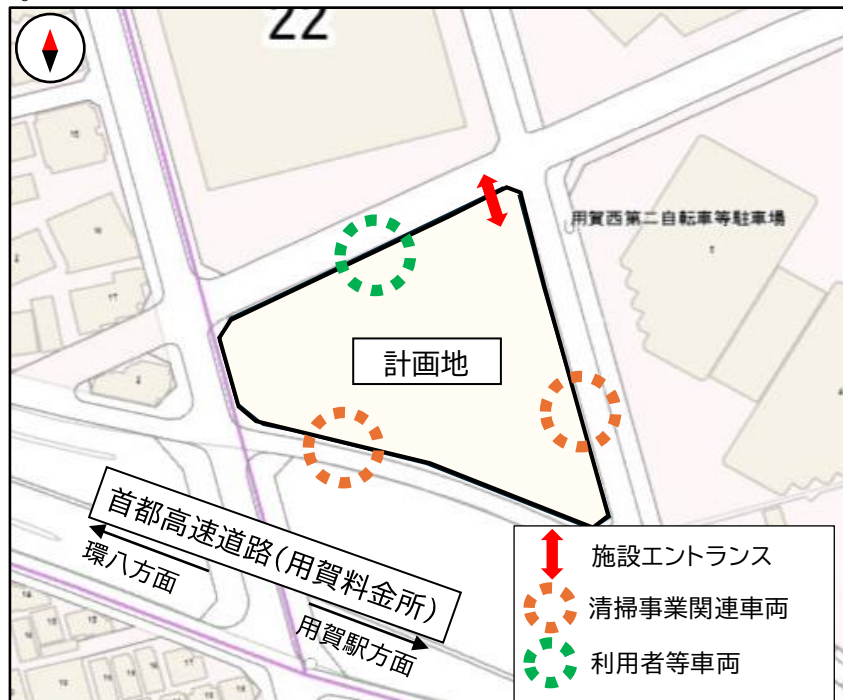 22
用賀西第二自転車等駐車場
計画地
首都高速道路(用賀料金所)
環八方面
用賀駅方面
施設エントランス
清掃事業関連車両
利用者等車両